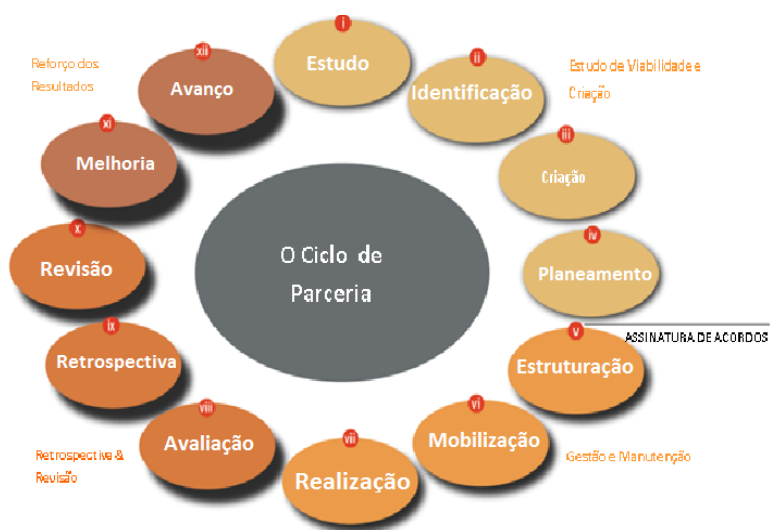 i
Estudo
ii
Identificação
Estudo de Viabilidade e
Criação
iii
Criação
iv
Planeamento
ASSINATURA DE ACORDOS
v
Estruturação
vi
Mobilização
Gestão e Manutenção
vii
Realização
viii
Avaliação
Retrospectiva &
Revisão
ix
Retrospectiva
x
Revisão
xi
Melhoria
xii
Avanço
Reforço dos
Resultados
O Ciclo de
Parceria